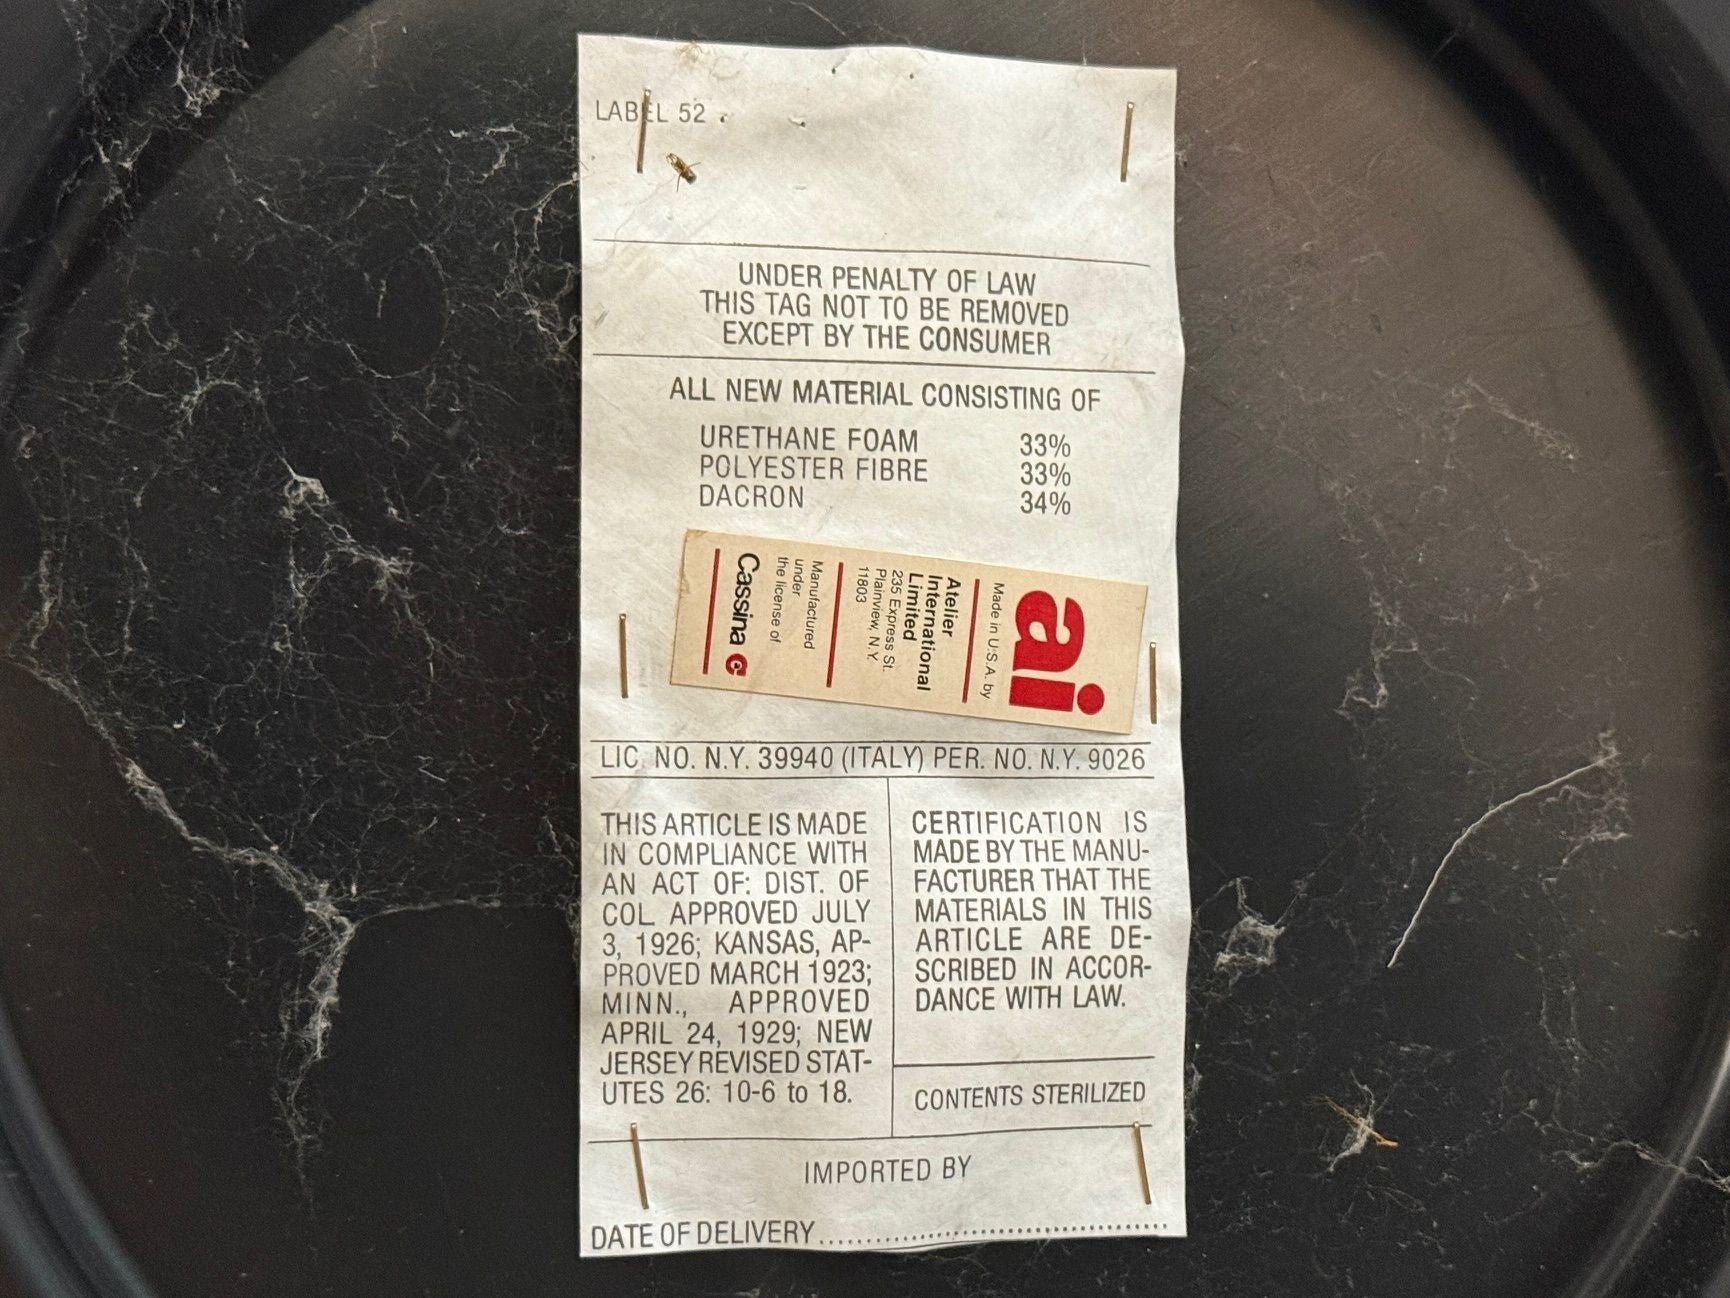 LABEL 52
UNDER PENALTY OF LAW
THIS TAG NOT TO BE REMOVED
EXCEPT BY THE CONSUMER
ALL NEW MATERIAL CONSISTING OF
URETHANE FOAM 33%
POLYESTER FIBRE 33%
DACRON 34%
ai
Made in U.S.A. by
Atelier
International
Limited
235 Express St.
Plainview, N.Y.
11803
Manufactured
under
the license of
Cassina C
LIC. NO. N.Y. 39940 (ITALY) PER. NO. N.Y. 9026
THIS ARTICLE IS MADE
IN COMPLIANCE WITH
AN ACT OF: DIST. OF
COL APPROVED JULY
3, 1926; KANSAS, AP-
PROVED MARCH 1923;
MINN., APPROVED
APRIL 24, 1929; NEW
JERSEY REVISED STAT-
UTES 26: 10-6 to 18.
CERTIFICATION IS
MADE BY THE MANU-
FACTURER THAT THE
MATERIALS IN THIS
ARTICLE ARE DE-
SCRIBED IN ACCOR-
DANCE WITH LAW.
CONTENTS STERILIZED
IMPORTED BY
DATE OF DELIVERY..........................................